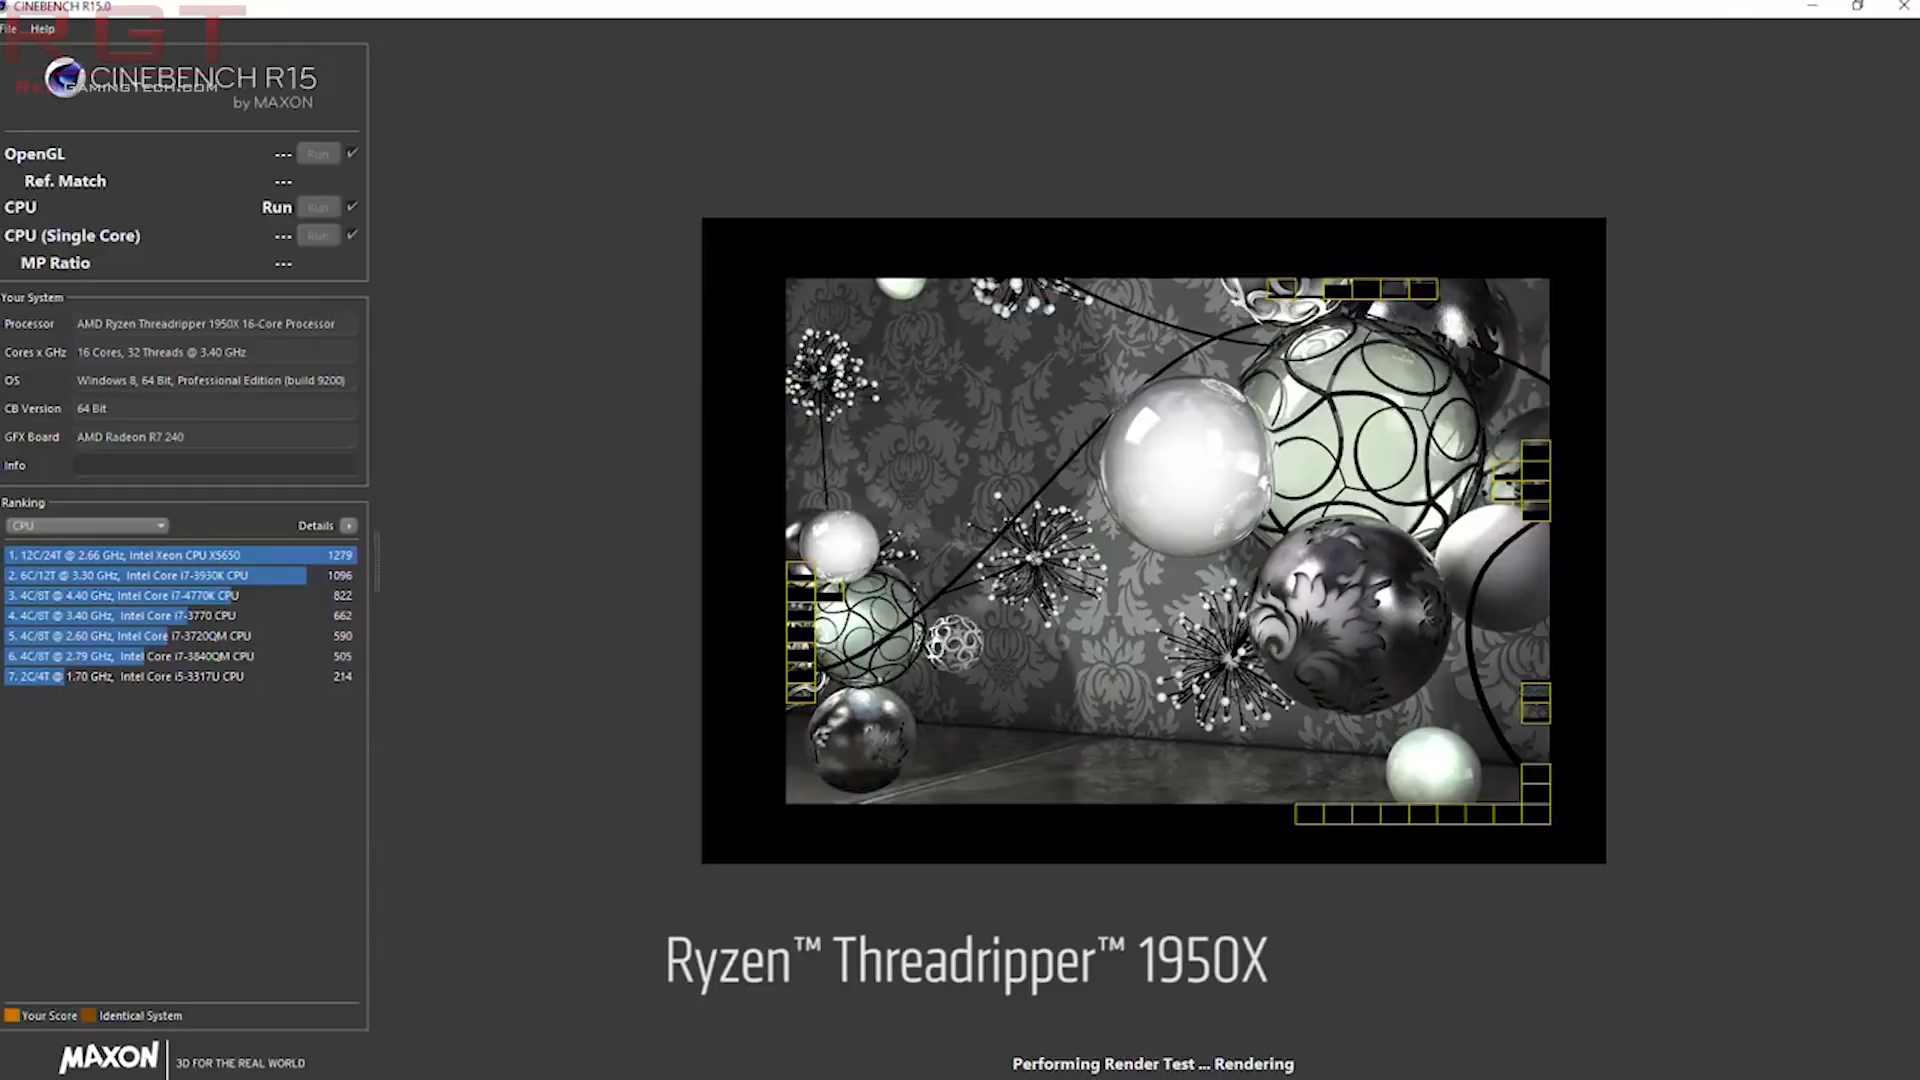 CINEBENCH R15.0
RGT
File Help
CINEBENCH R15
GAMINGTECH.COM
by MAXON
OpenGL --- Run
Ref. Match ---
CPU Run Run
CPU (Single Core) --- Run
MP Ratio ---
Your System
Processor AMD Ryzen Threadripper 1950X 16-Core Processor
Cores x GHz 16 Cores, 32 Threads @ 3.40 GHz
OS Windows 8, 64 Bit, Professional Edition (build 9200)
CB Version 64 Bit
GFX Board AMD Radeon R7 240
Info
Ranking
CPU Details
1. 12C/24T @ 2.66 GHz, Intel Xeon CPU X5650 1279
2. 6C/12T @ 3.30 GHz, Intel Core i7-3930K CPU 1096
3. 4C/8T @ 4.40 GHz, Intel Core i7-4770K CPU 822
4. 4C/8T @ 3.40 GHz, Intel Core i7-3770 CPU 662
5. 4C/8T @ 2.60 GHz, Intel Core i7-3720QM CPU 590
6. 4C/8T @ 2.79 GHz, Intel Core i7-3840QM CPU 505
7. 2C/4T @ 1.70 GHz, Intel Core i5-3317U CPU 214
Ryzen™ Threadripper™ 1950X
Your Score Identical System
MAXON 3D FOR THE REAL WORLD
Performing Render Test ... Rendering